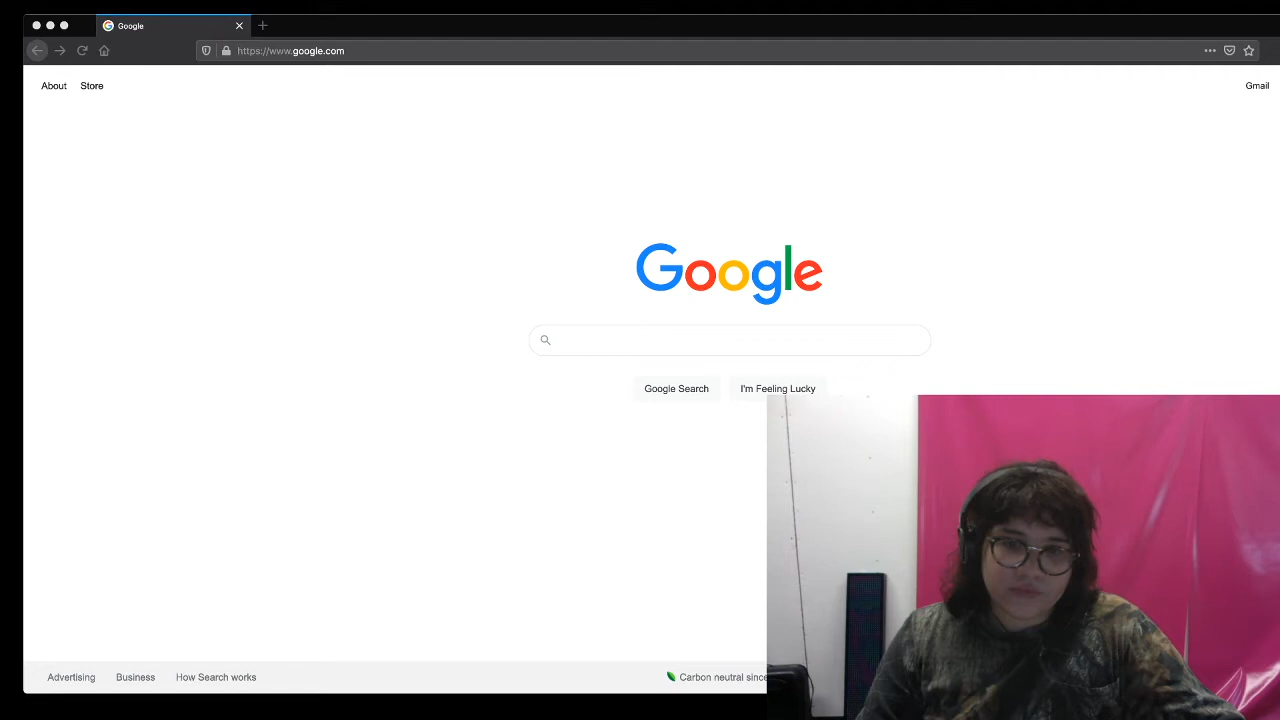 Google
https://www.google.com
About Store
Gmail
Google
Google Search I'm Feeling Lucky
Advertising Business How Search works
Carbon neutral since